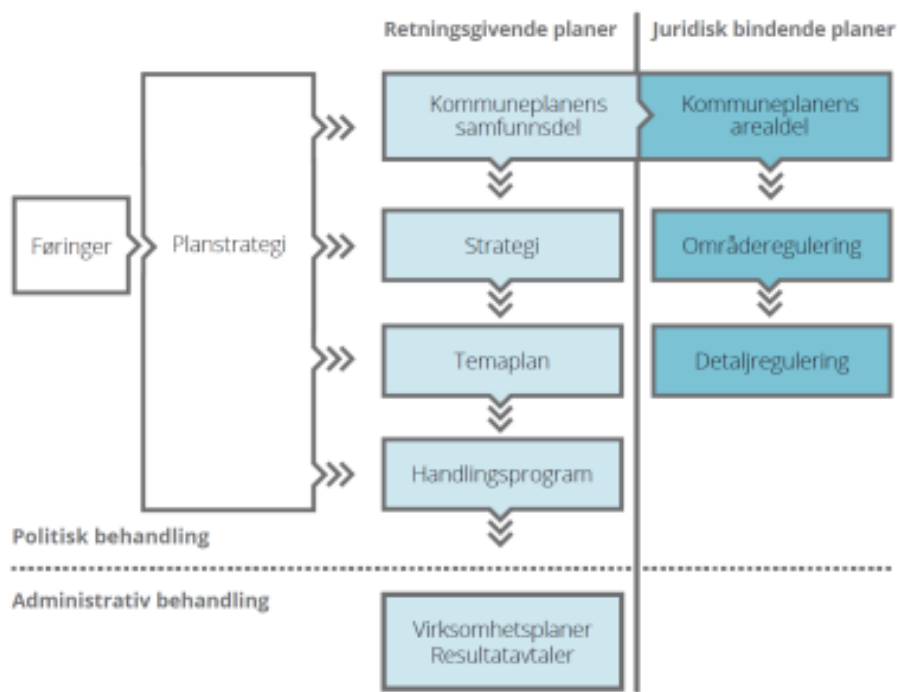 Retningsgivende planer
Juridisk bindende planer
Kommuneplanens
samfunnsdel
Kommuneplanens
arealdel
Føringer
Planstrategi
Strategi
Områderegulering
Temaplan
Detaljregulering
Handlingsprogram
Politisk behandling
Administrativ behandling
Virksomhetsplaner
Resultatavtaler